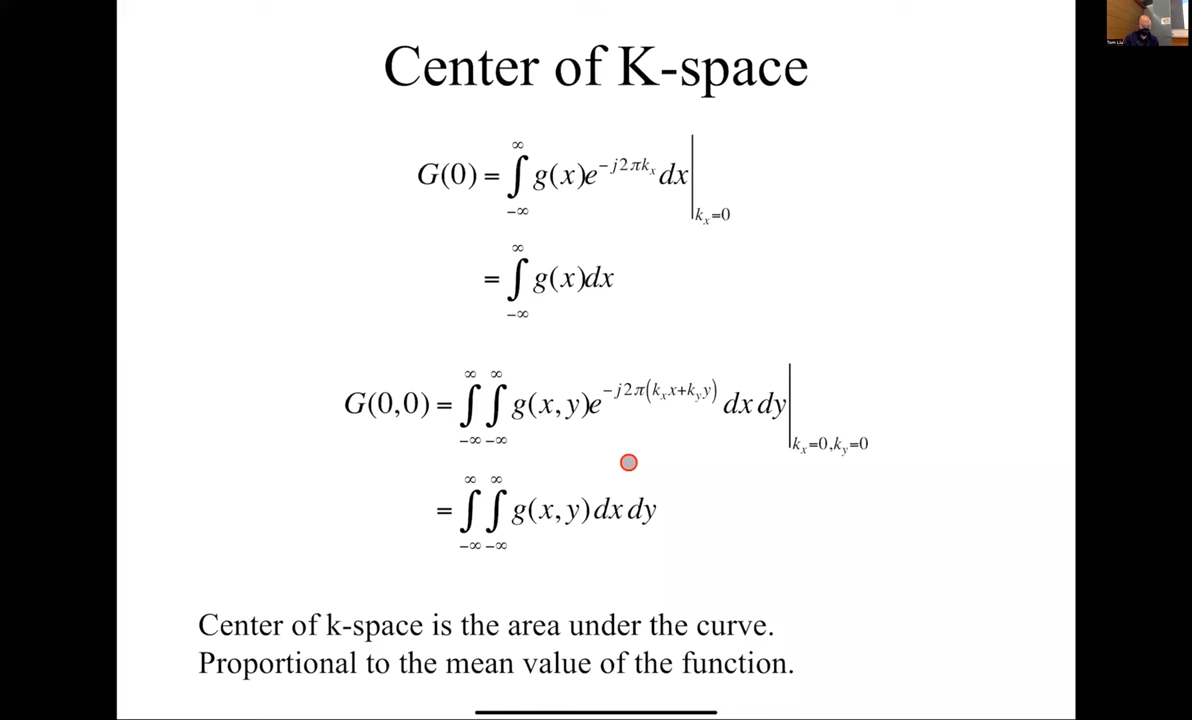 Center of K-space
G(0) = ∫_{−∞}^{∞} g(x)e^{−j2πk_x} dx |_{k_x=0}
= ∫_{−∞}^{∞} g(x)dx
G(0,0) = ∫_{−∞}^{∞} ∫_{−∞}^{∞} g(x,y)e^{−j2π(k_x x+k_y y)} dx dy |_{k_x=0,k_y=0}
= ∫_{−∞}^{∞} ∫_{−∞}^{∞} g(x,y) dx dy
Center of k-space is the area under the curve.
Proportional to the mean value of the function.
Tom Liu